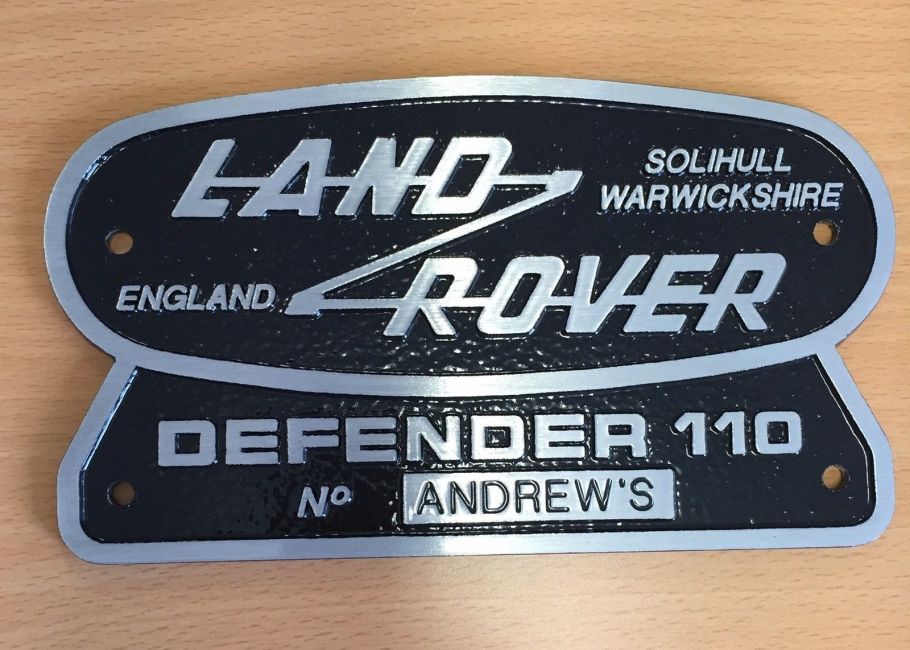 LAND
SOLIHULL
WARWICKSHIRE
ENGLAND
ROVER
DEFENDER 110
Nº ANDREW'S